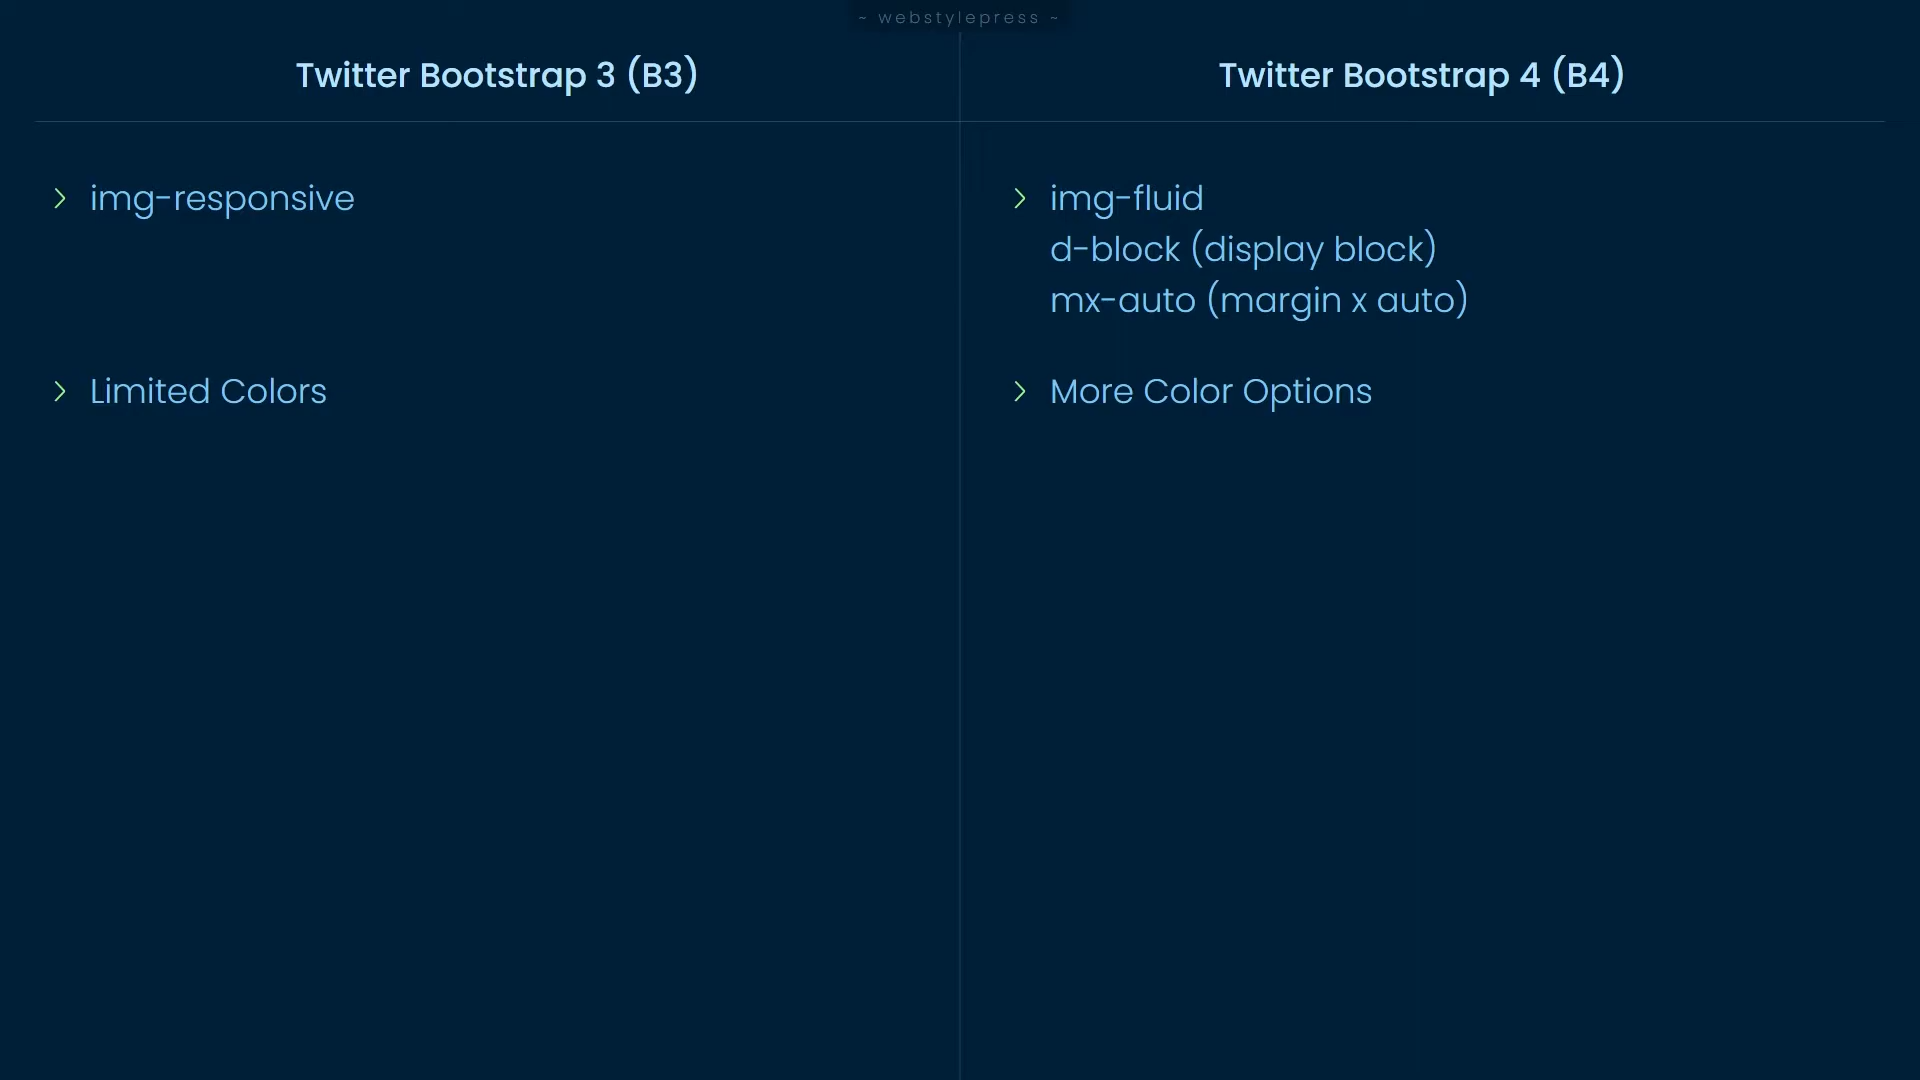 ~ webstylepress ~
Twitter Bootstrap 3 (B3)
> img-responsive
> Limited Colors
Twitter Bootstrap 4 (B4)
> img-fluid
d-block (display block)
mx-auto (margin x auto)
> More Color Options